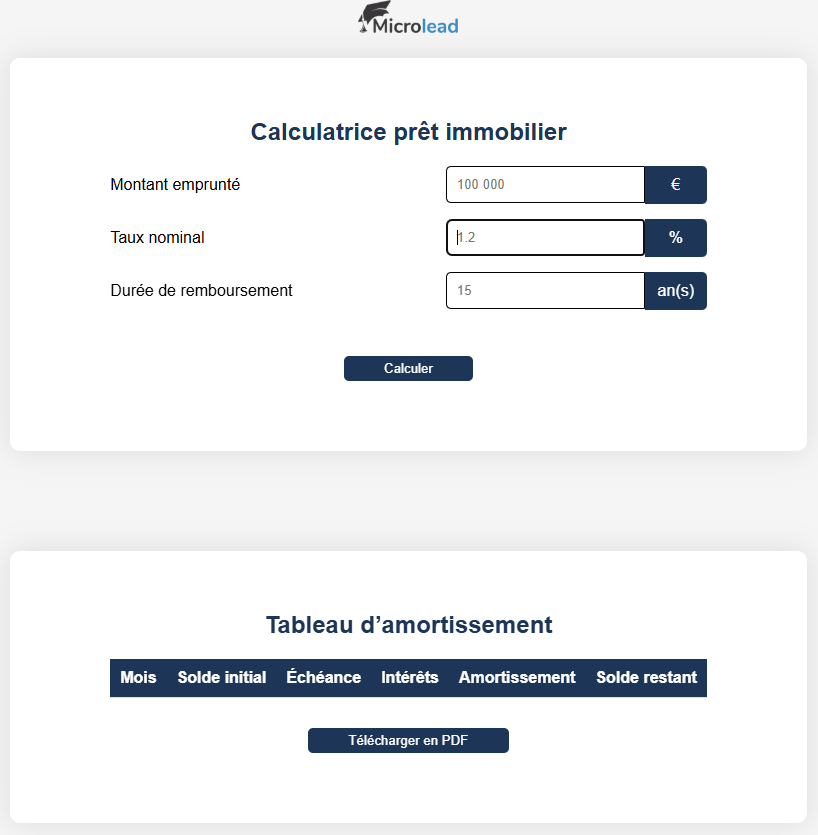 Microlead
Calculatrice prêt immobilier
Montant emprunté 100 000 €
Taux nominal 1.2 %
Durée de remboursement 15 an(s)
Calculer
Tableau d’amortissement
Mois Solde initial Échéance Intérêts Amortissement Solde restant
Télécharger en PDF